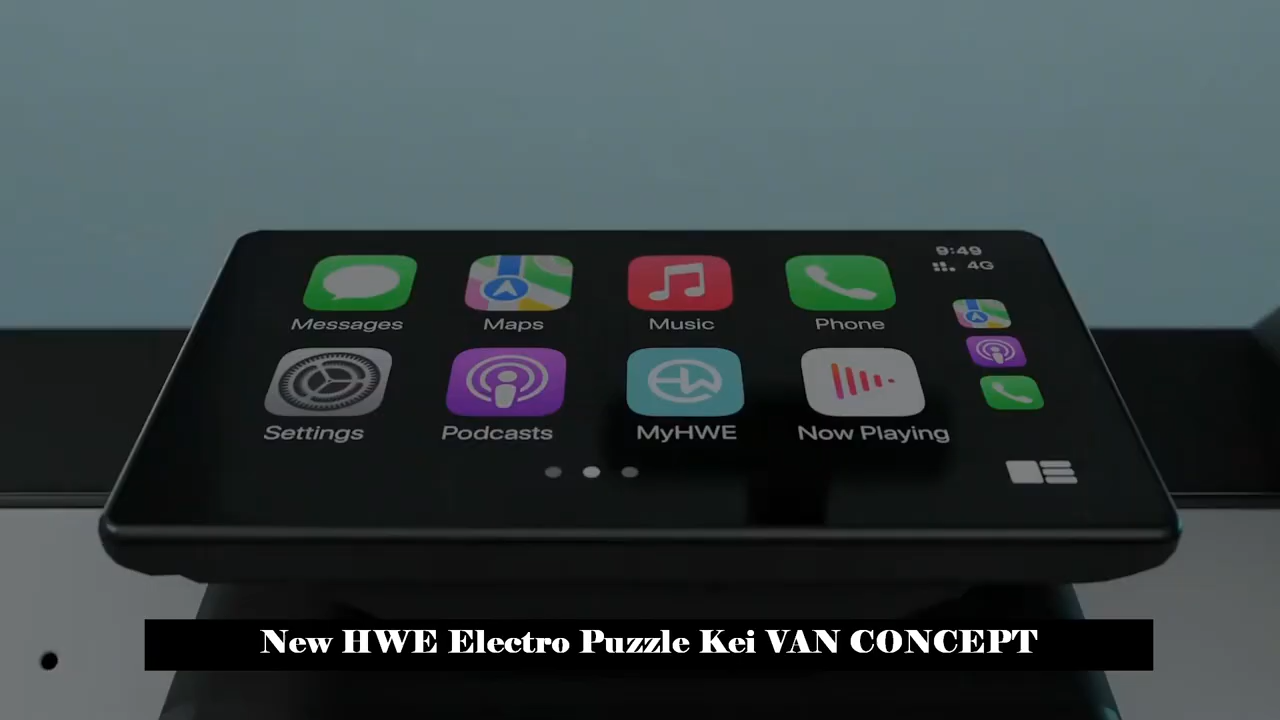 9:49
4G
Messages
Maps
Music
Phone
Settings
Podcasts
MyHWE
Now Playing
New HWE Electro Puzzle Kei VAN CONCEPT